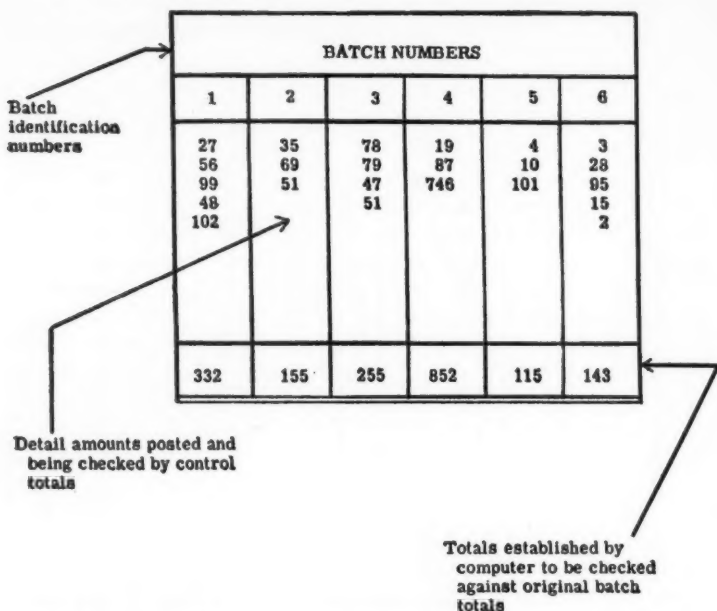 BATCH NUMBERS
Batch
identification
numbers
1 2 3 4 5 6
27 35 78 19 4 3
56 69 79 87 10 28
99 51 47 746 101 95
48 51 15
102 2
332 155 255 852 115 143
Detail amounts posted and
being checked by control
totals
Totals established by
computer to be checked
against original batch
totals